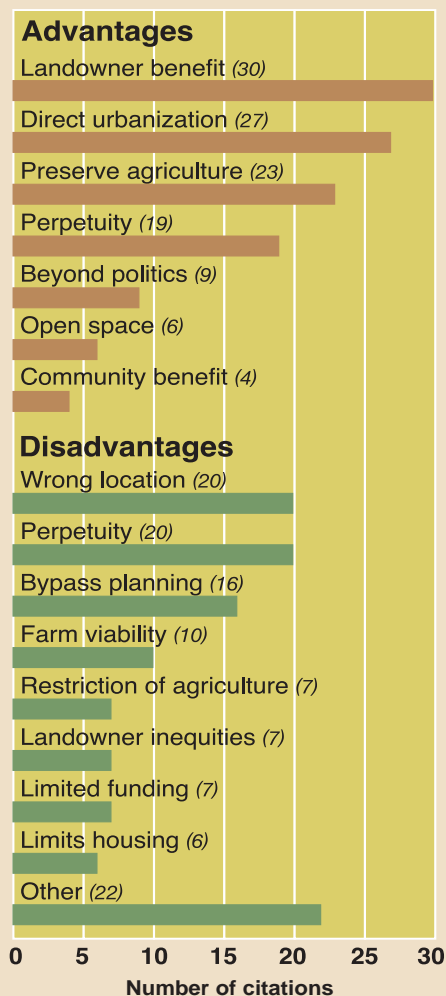 Advantages
Landowner benefit (30)
Direct urbanization (27)
Preserve agriculture (23)
Perpetuity (19)
Beyond politics (9)
Open space (6)
Community benefit (4)
Disadvantages
Wrong location (20)
Perpetuity (20)
Bypass planning (16)
Farm viability (10)
Restriction of agriculture (7)
Landowner inequities (7)
Limited funding (7)
Limits housing (6)
Other (22)
0 5 10 15 20 25 30
Number of citations